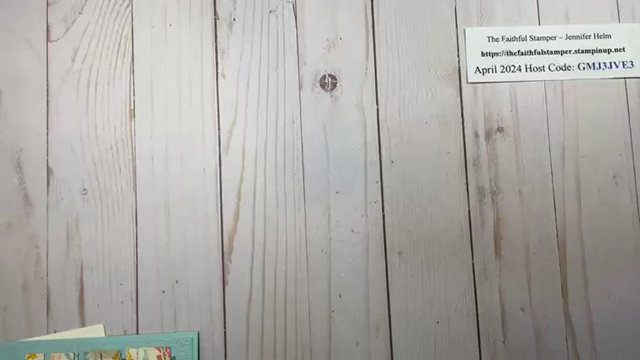 The Faithful Stamper – Jennifer Helm
https://thefaithfulstamper.stampinup.net
April 2024 Host Code: GMJ3JVE3